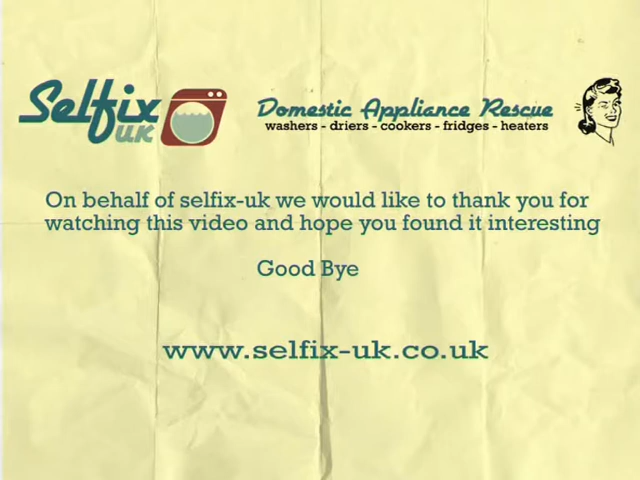 Selfix
UK
Domestic Appliance Rescue
washers - driers - cookers - fridges - heaters
On behalf of selfix-uk we would like to thank you for
watching this video and hope you found it interesting
Good Bye
www.selfix-uk.co.uk